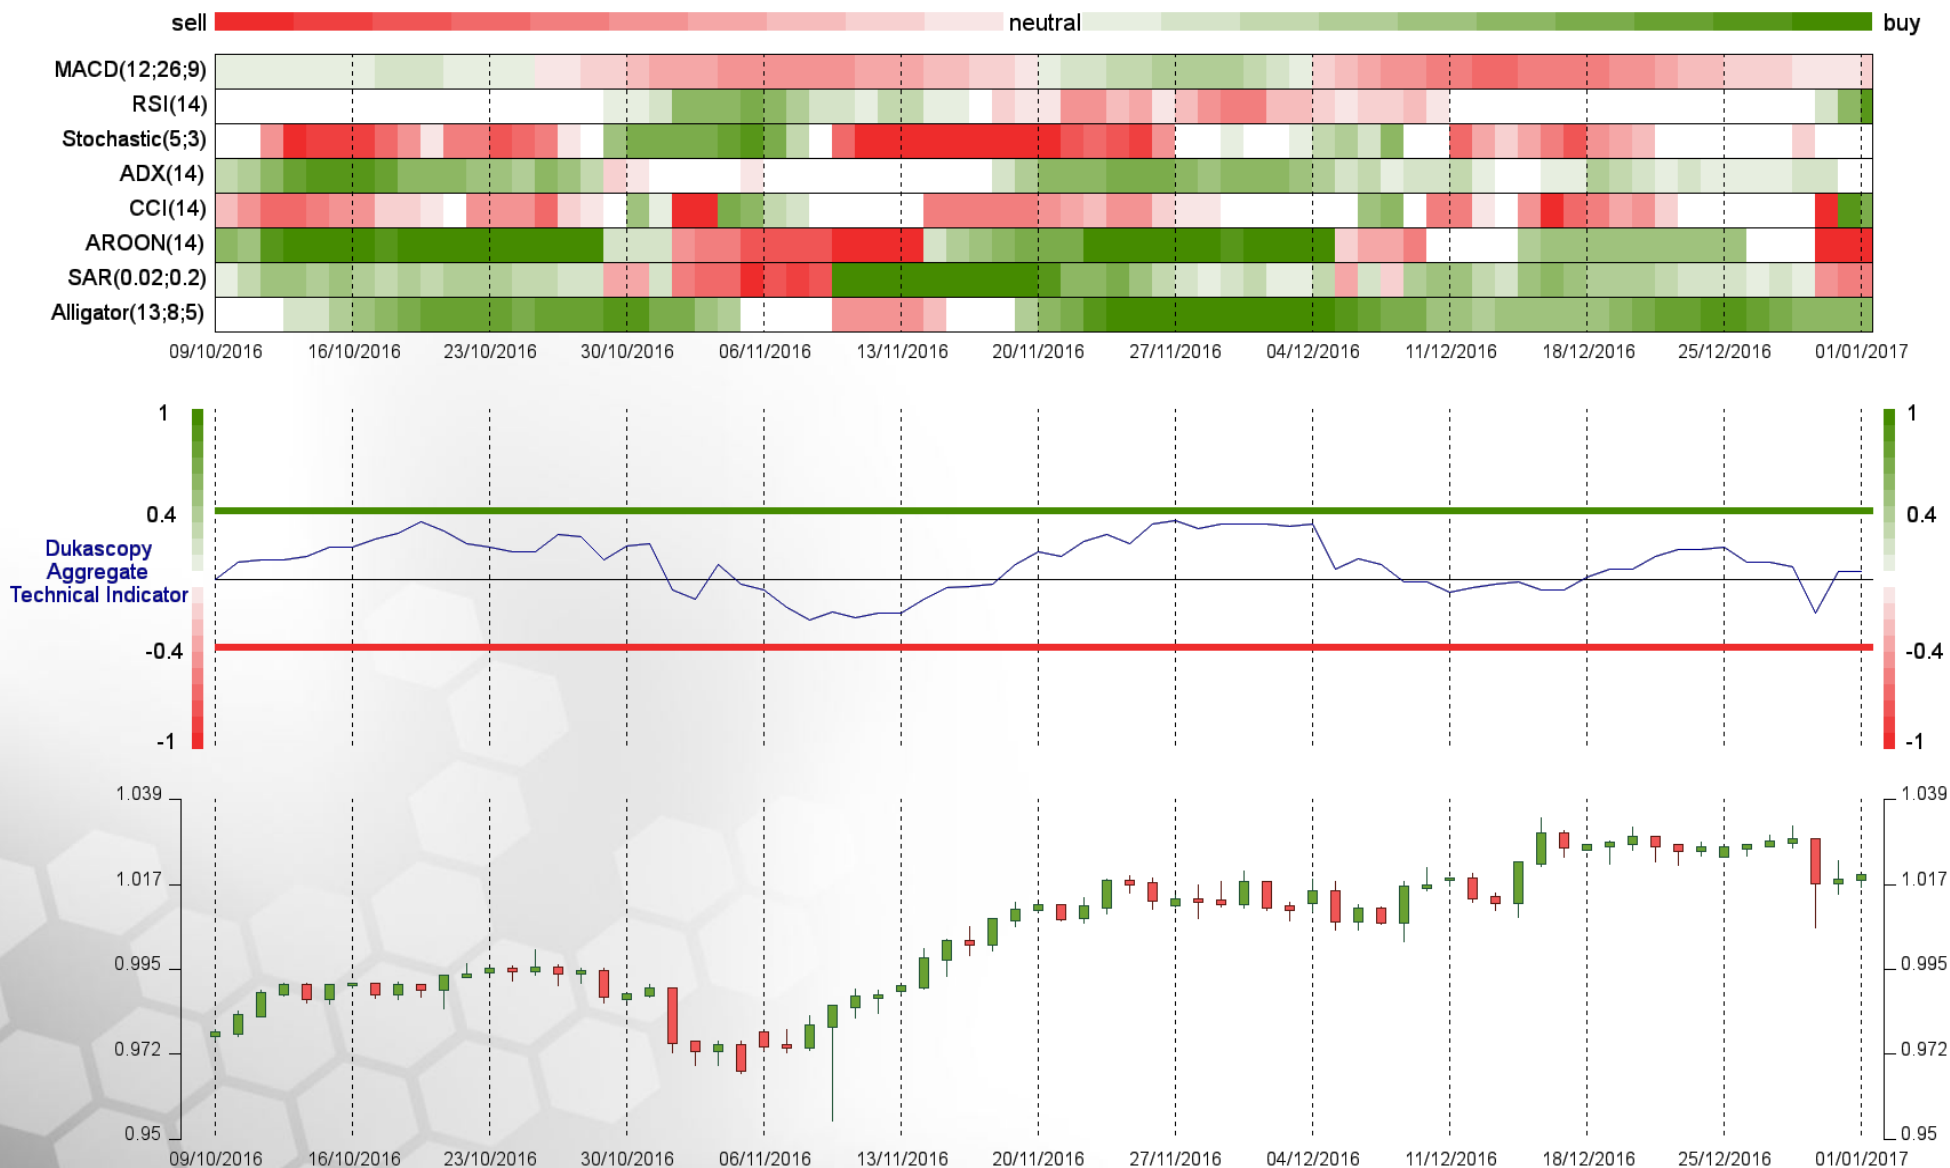 sell neutral buy
MACD(12;26;9)
RSI(14)
Stochastic(5;3)
ADX(14)
CCI(14)
AROON(14)
SAR(0.02;0.2)
Alligator(13;8;5)
09/10/2016 16/10/2016 23/10/2016 30/10/2016 06/11/2016 13/11/2016 20/11/2016 27/11/2016 04/12/2016 11/12/2016 18/12/2016 25/12/2016 01/01/2017
1 1
0.4 0.4
Dukascopy
Aggregate
Technical Indicator
-0.4 -0.4
-1 -1
1.039 1.039
1.017 1.017
0.995 0.995
0.972 0.972
0.95 0.95
09/10/2016 16/10/2016 23/10/2016 30/10/2016 06/11/2016 13/11/2016 20/11/2016 27/11/2016 04/12/2016 11/12/2016 18/12/2016 25/12/2016 01/01/2017